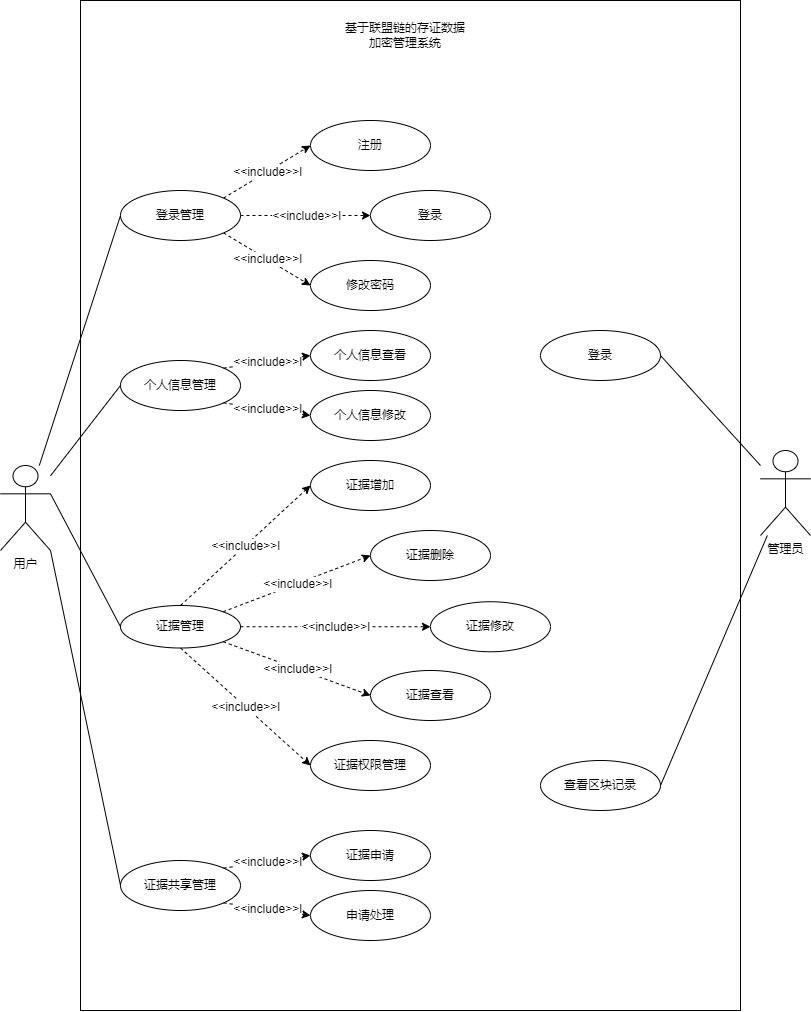 基于联盟链的存证数据
加密管理系统
注册
<<include>>l
登录管理
<<include>>l
登录
<<include>>l
修改密码
个人信息管理
<<include>>l
个人信息查看
<<include>>l
个人信息修改
登录
用户
管理员
证据增加
<<include>>l
证据删除
<<include>>l
证据管理
<<include>>l
证据修改
<<include>>l
证据查看
<<include>>l
证据权限管理
查看区块记录
证据共享管理
<<include>>l
证据申请
<<include>>l
申请处理